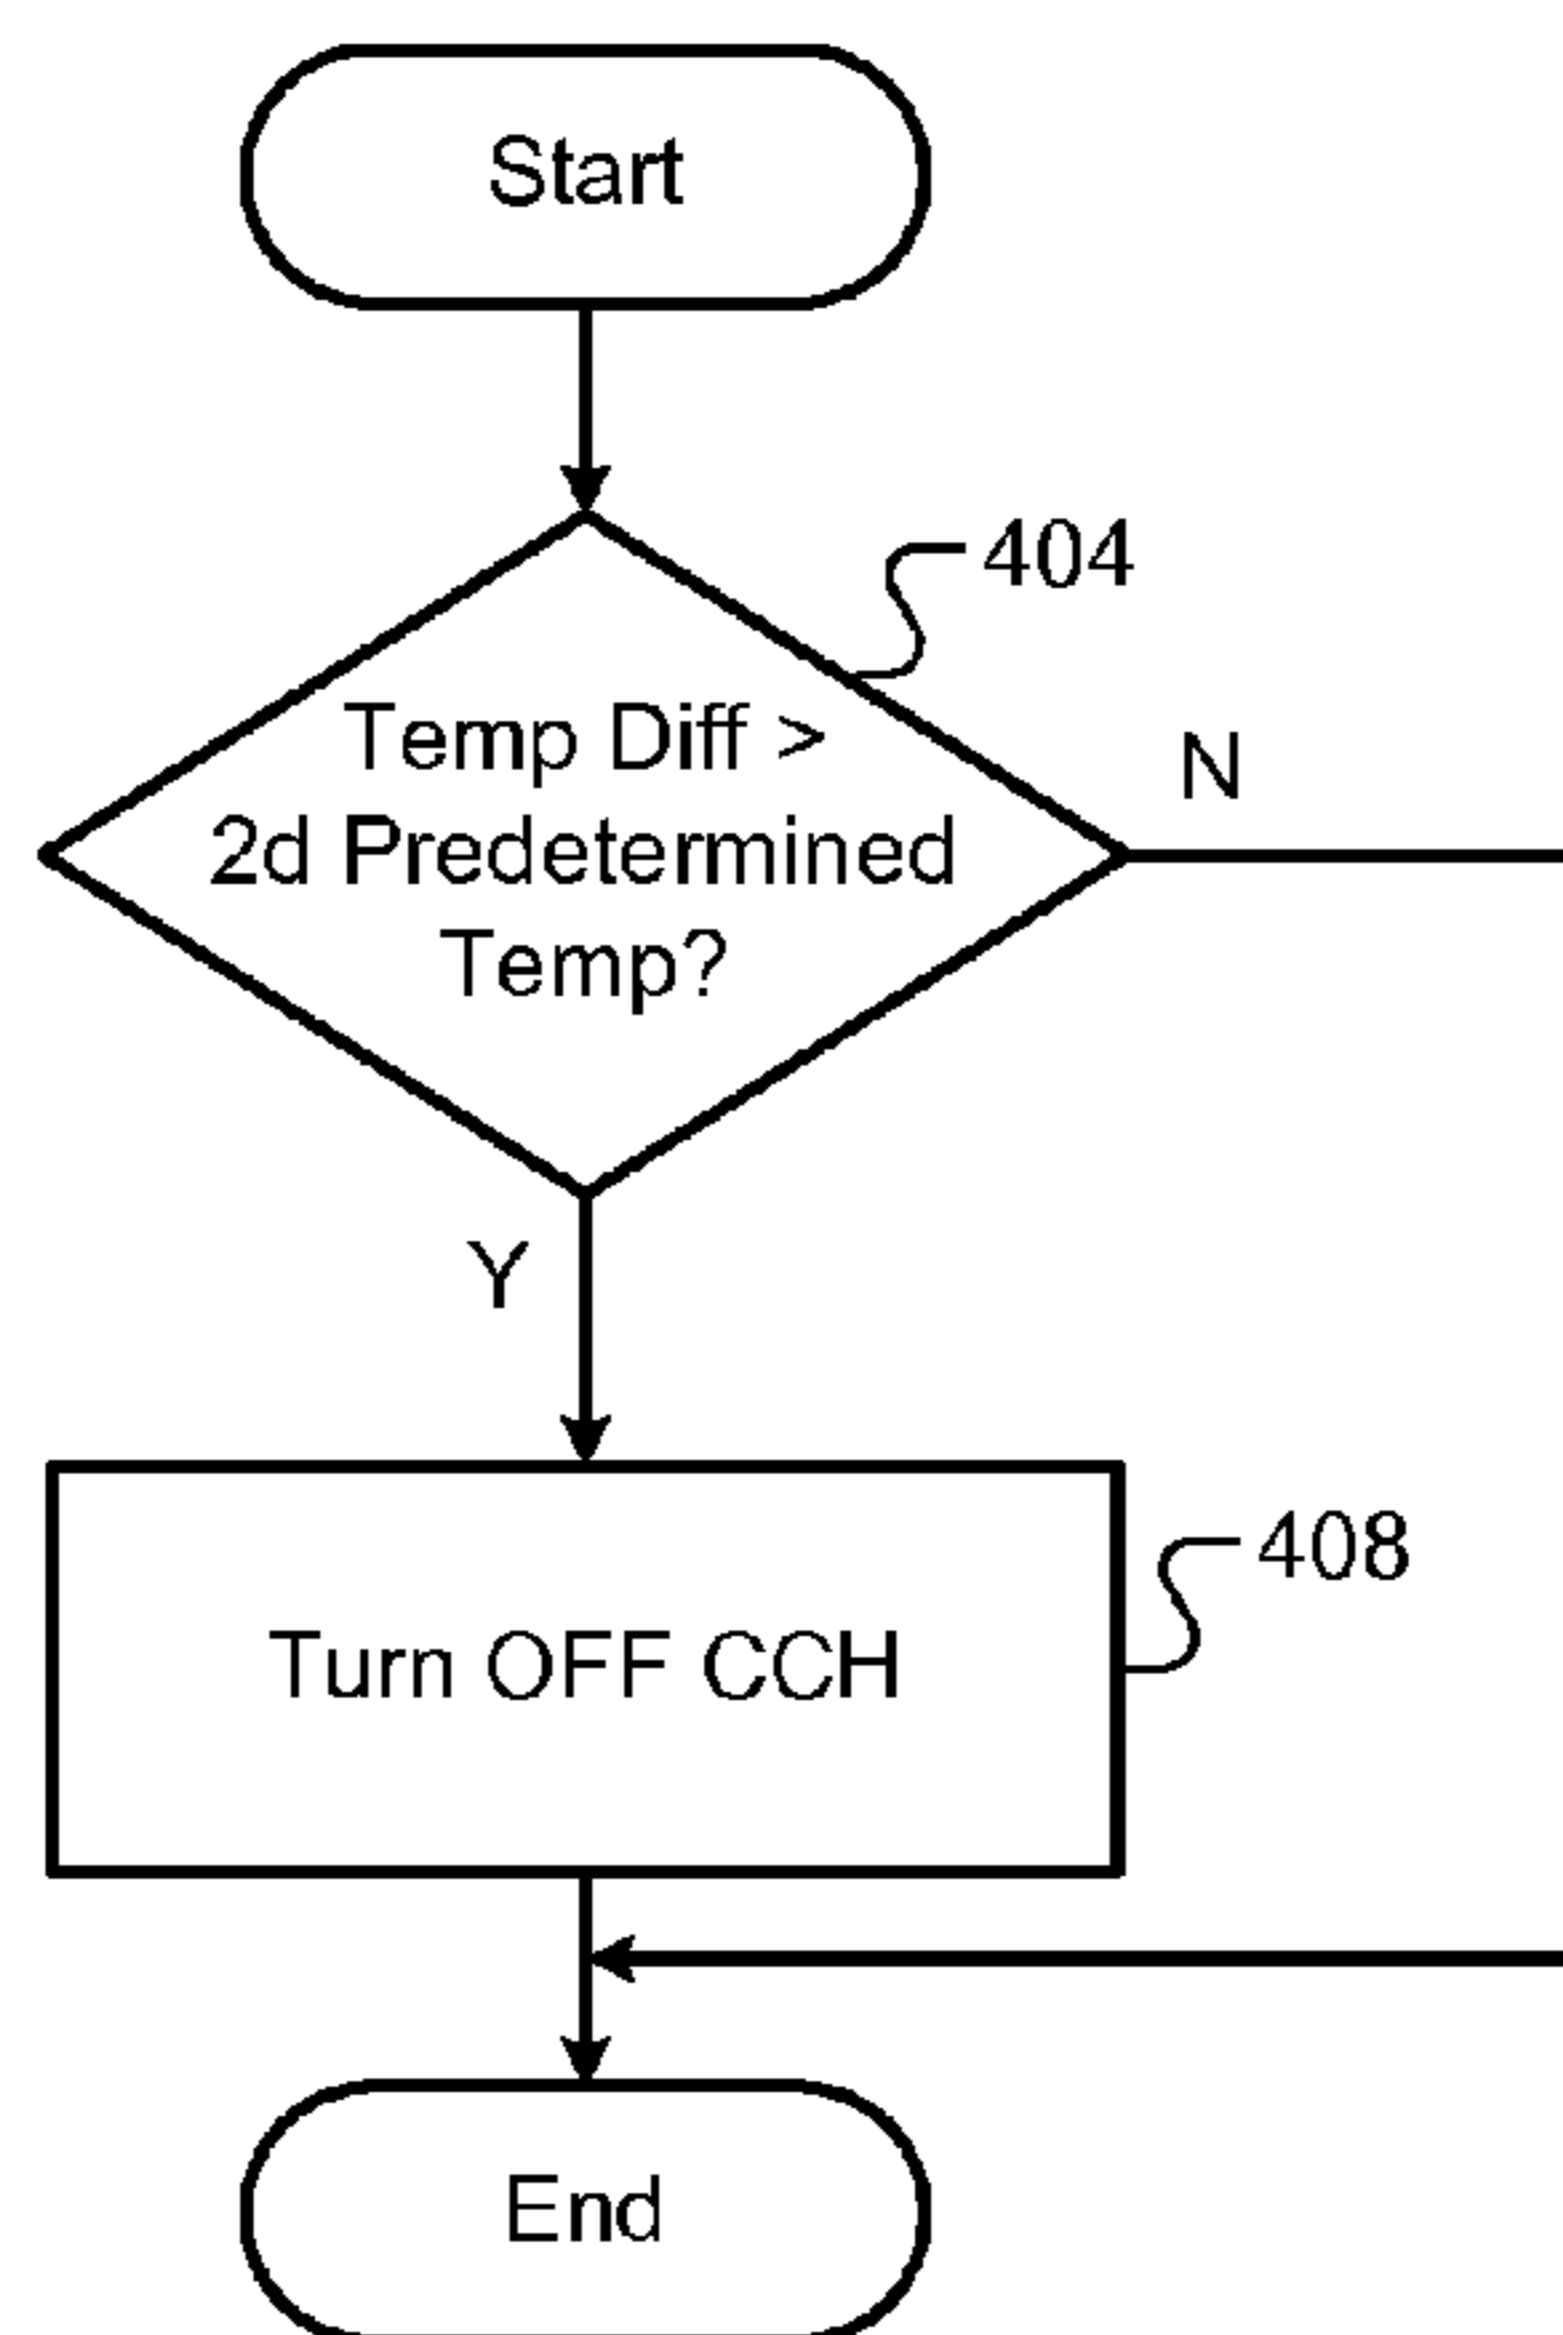 Start
404
Temp Diff >
2d Predetermined
Temp?
N
Y
408
Turn OFF CCH
End